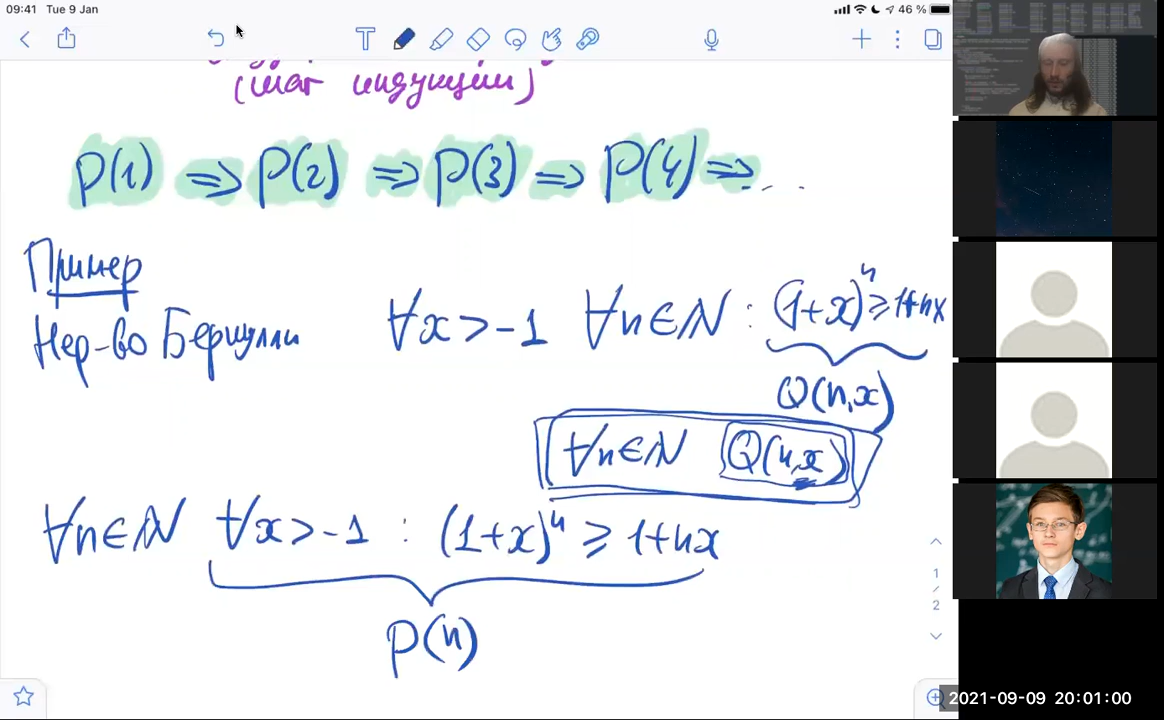 09:41 Tue 9 Jan
46 %
(шаг индукции)
P(1) ⇒ P(2) ⇒ P(3) ⇒ P(4) ⇒ ...
Пример
Нер-во Бернулли
∀x > -1 ∀n ∈ ℕ : (1+x)ⁿ ≥ 1+nx
Q(n,x)
∀n ∈ ℕ Q(n,x)
∀n ∈ ℕ ∀x > -1 : (1+x)ⁿ ≥ 1+nx
P(n)
1
/
2
2021-09-09 20:01:00